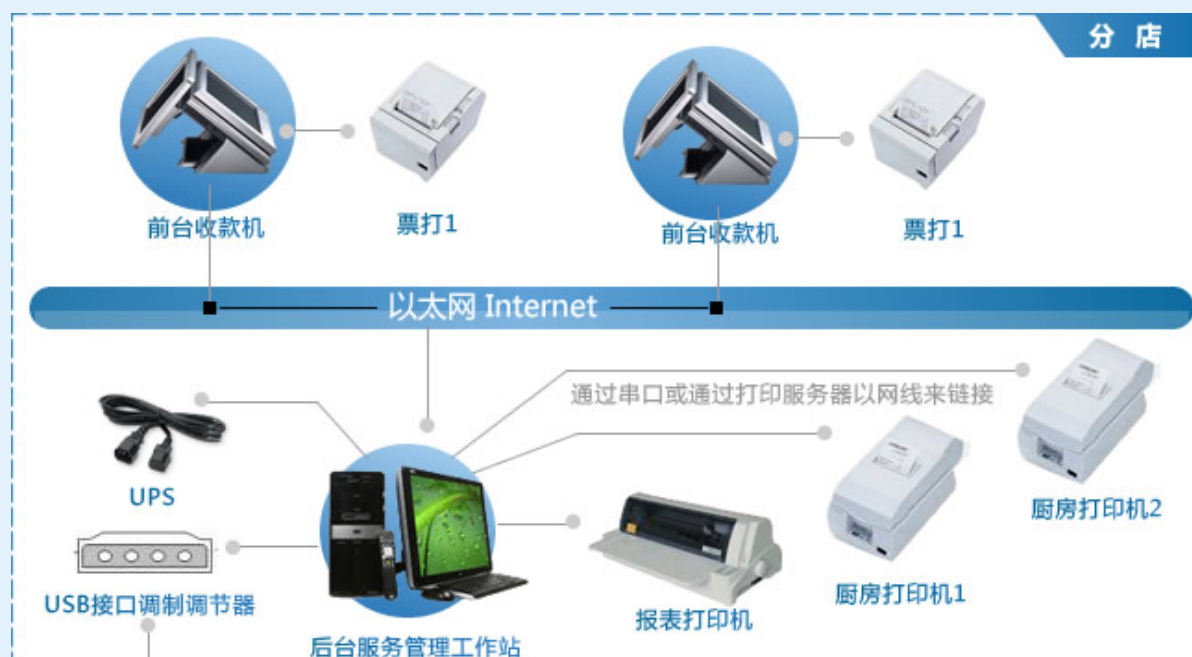 分 店
前台收款机
票打1
前台收款机
票打1
以太网 Internet
通过串口或通过打印服务器以网线来链接
UPS
厨房打印机2
USB接口调制调节器
厨房打印机1
报表打印机
后台服务管理工作站